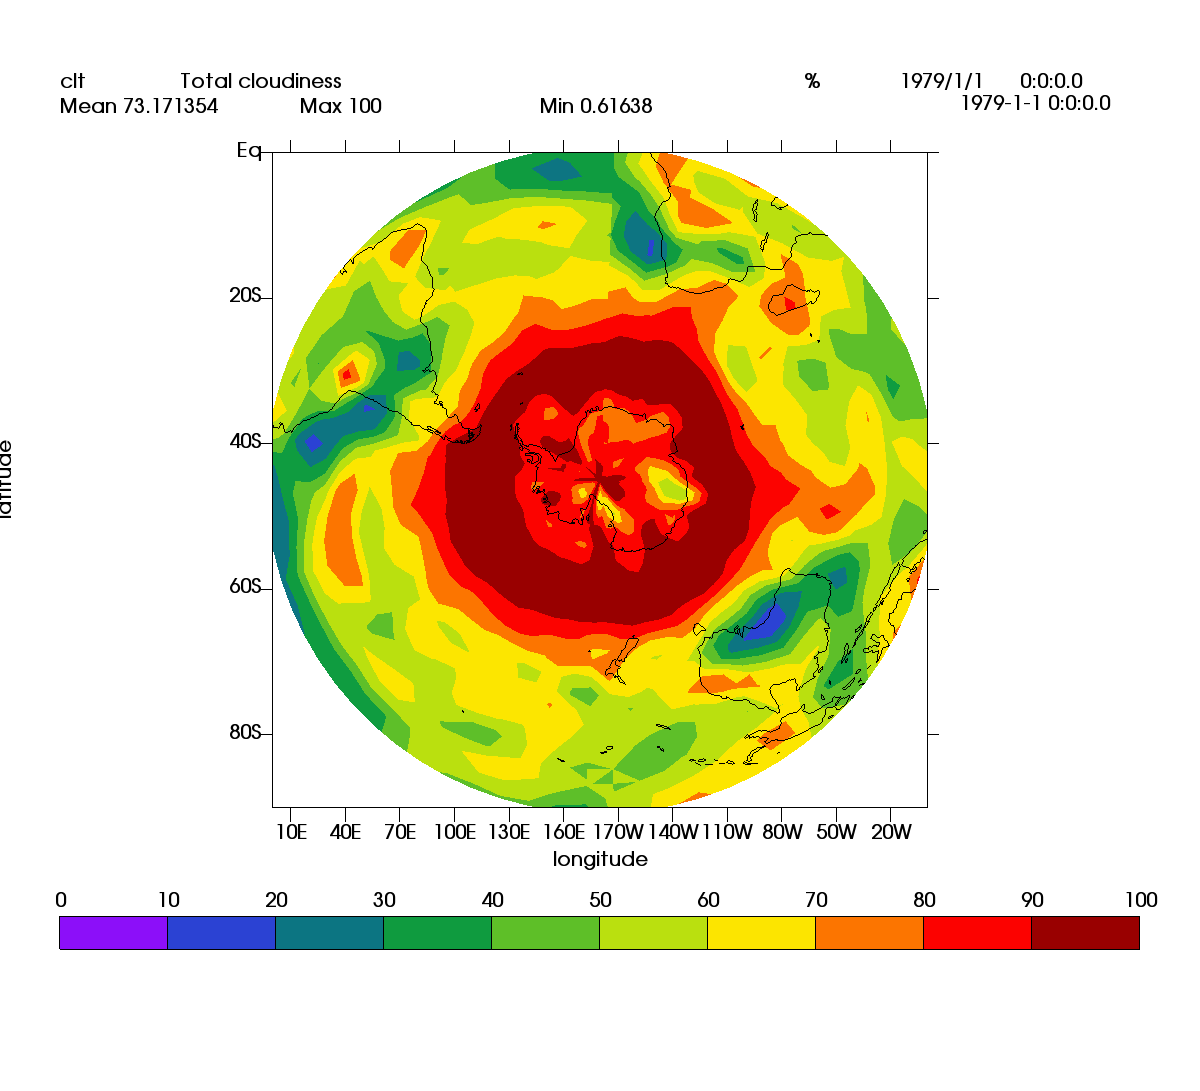 clt Total cloudiness % 1979/1/1 0:0:0.0
Mean 73.171354 Max 100 Min 0.61638 1979-1-1 0:0:0.0
Eq
20S
40S
60S
80S
latitude
10E 40E 70E 100E 130E 160E 170W 140W 110W 80W 50W 20W
longitude
0 10 20 30 40 50 60 70 80 90 100